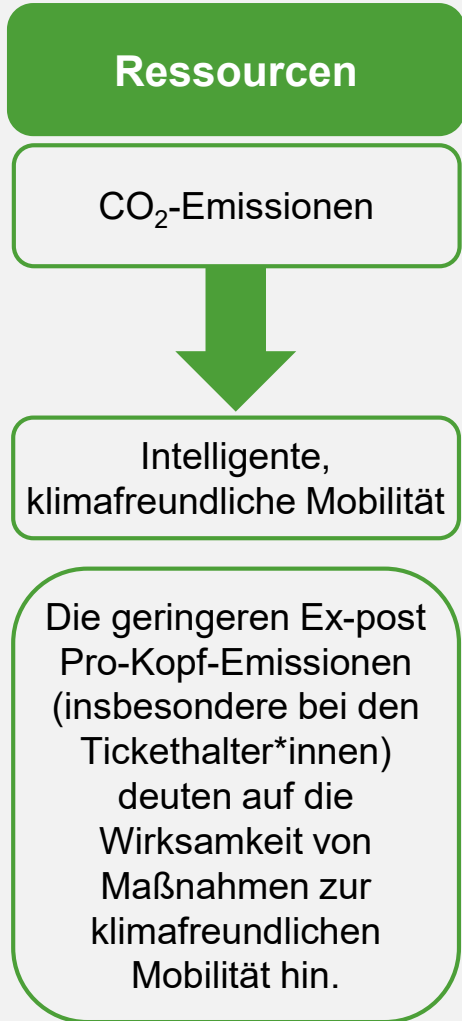 Ressourcen
CO₂-Emissionen
Intelligente,
klimafreundliche Mobilität
Die geringeren Ex-post
Pro-Kopf-Emissionen
(insbesondere bei den
Tickethalter*innen)
deuten auf die
Wirksamkeit von
Maßnahmen zur
klimafreundlichen
Mobilität hin.